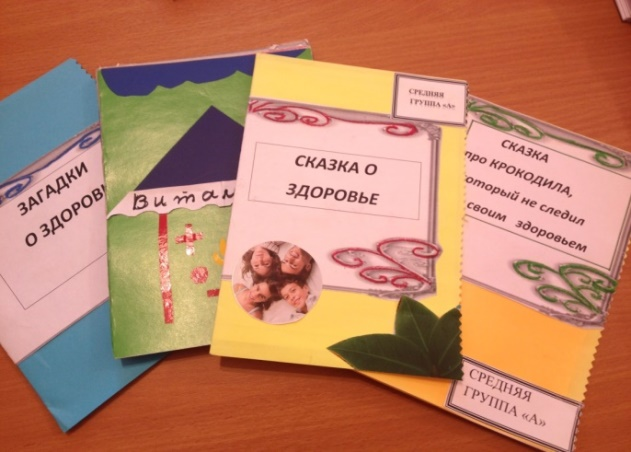 ЗАГАДКИ
О ЗДОРОВЬ
Витам
СРЕДНЯЯ
ГРУППА «А»
СКАЗКА О
ЗДОРОВЬЕ
СКАЗКА
про КРОКОДИЛА,
который не следил
своим здоровьем
СРЕДНЯЯ
ГРУППА «А»